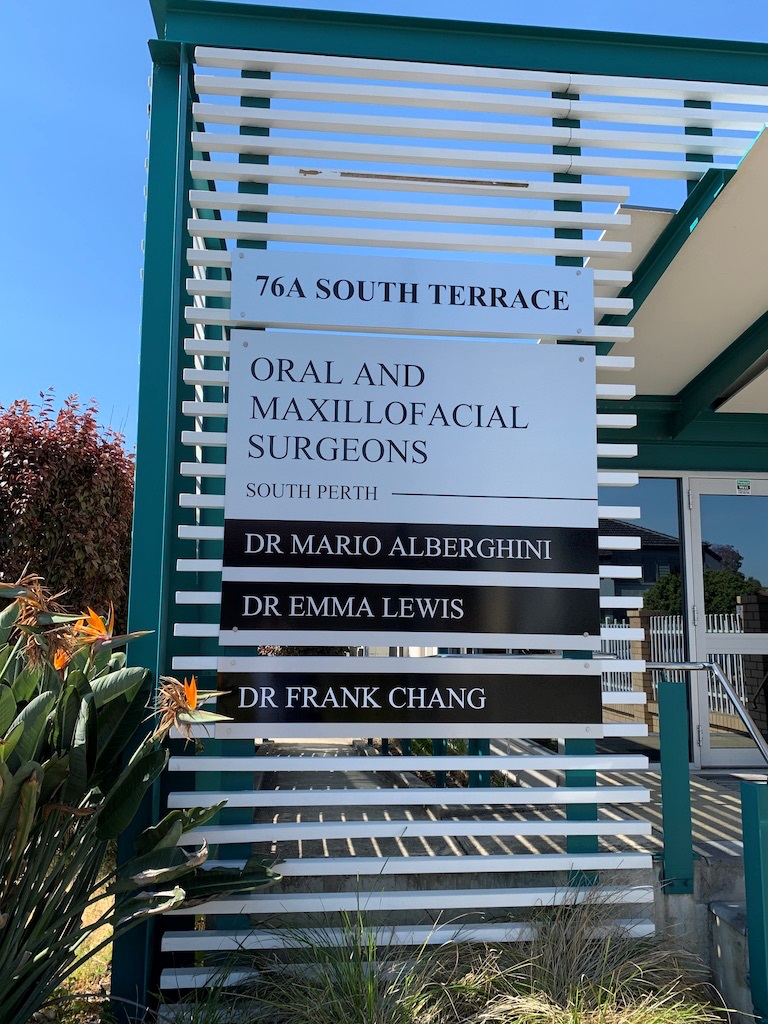 76A SOUTH TERRACE
ORAL AND
MAXILLOFACIAL
SURGEONS
SOUTH PERTH
DR MARIO ALBERGHINI
DR EMMA LEWIS
DR FRANK CHANG